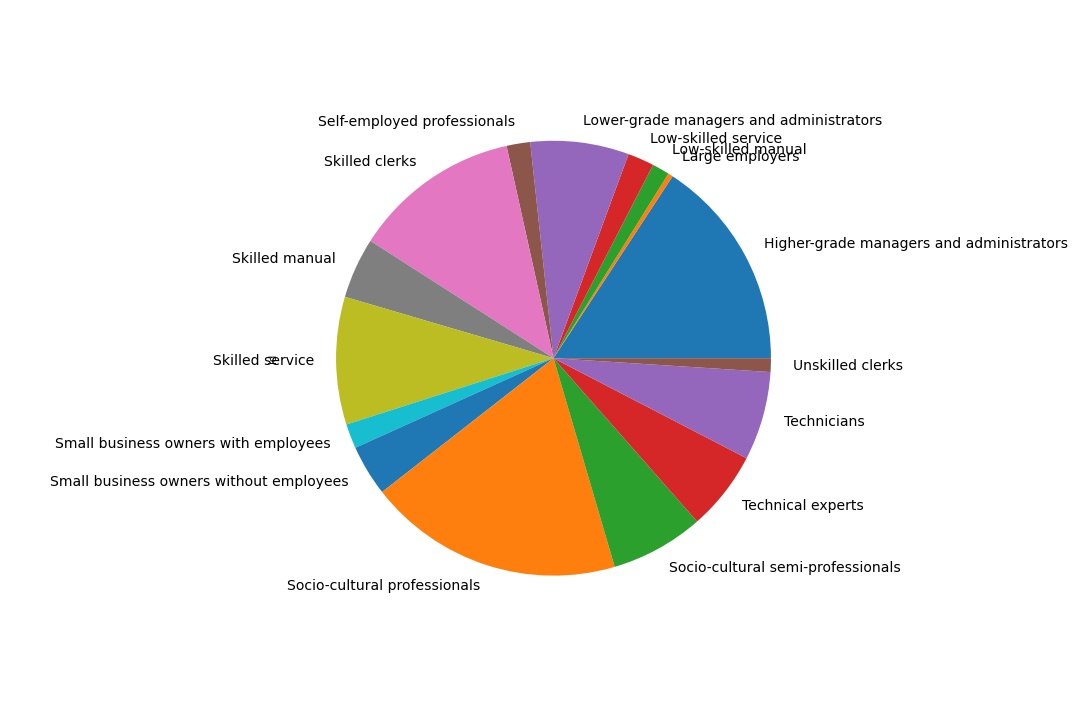 Lower-grade managers and administrators
Self-employed professionals
Low-skilled service
Low-skilled manual
Large employers
Skilled clerks
Higher-grade managers and administrators
Skilled manual
Skilled service
Unskilled clerks
Technicians
Small business owners with employees
Small business owners without employees
Technical experts
Socio-cultural semi-professionals
Socio-cultural professionals